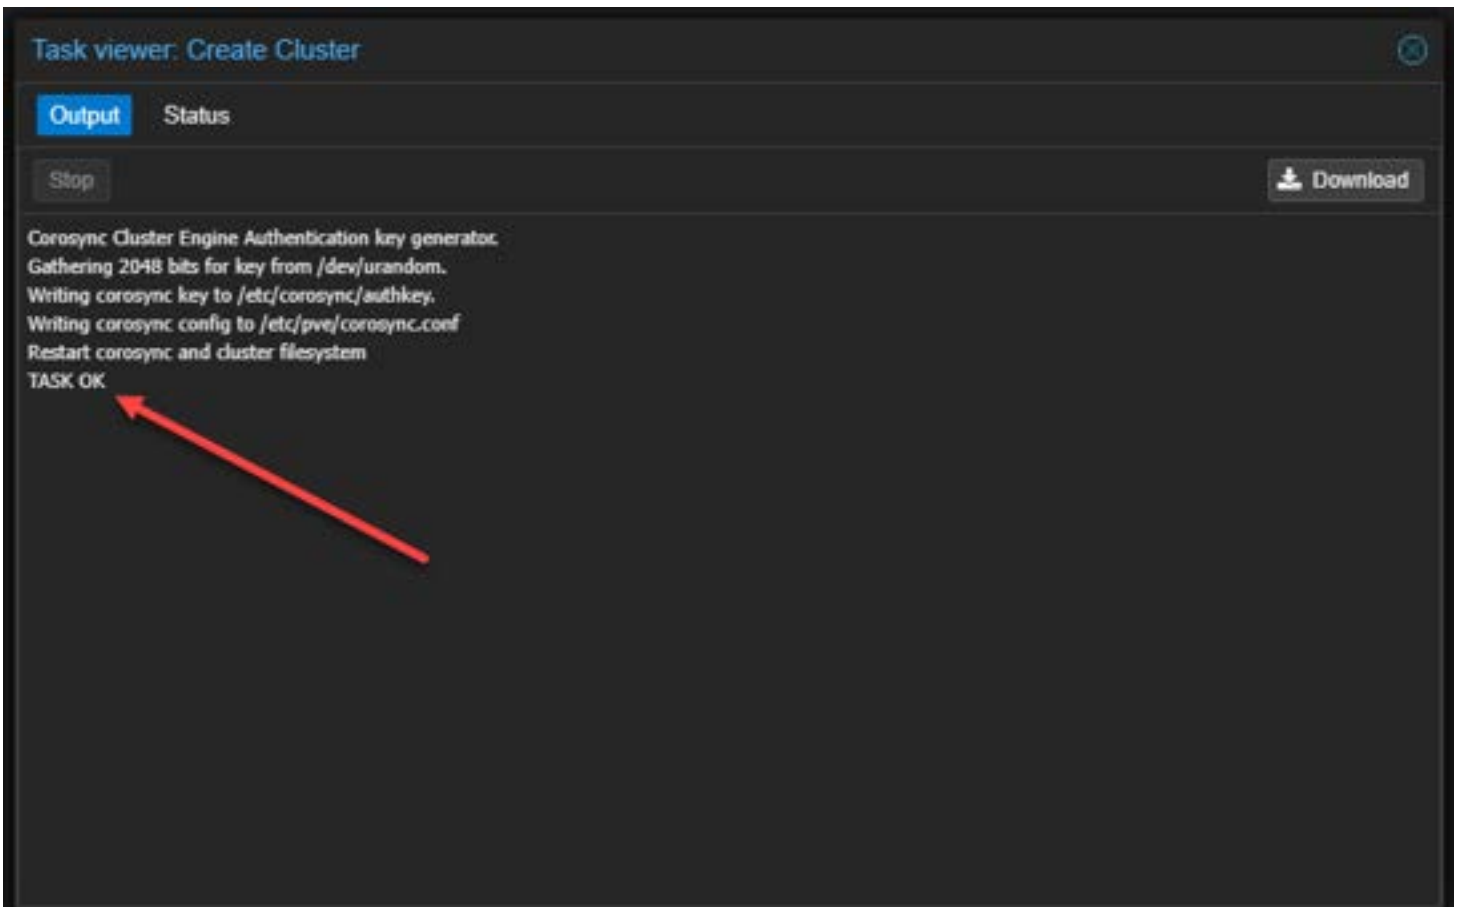 Task viewer: Create Cluster
Output Status
Stop Download
Corosync Cluster Engine Authentication key generator.
Gathering 2048 bits for key from /dev/urandom.
Writing corosync key to /etc/corosync/authkey.
Writing corosync config to /etc/pve/corosync.conf
Restart corosync and cluster filesystem
TASK OK